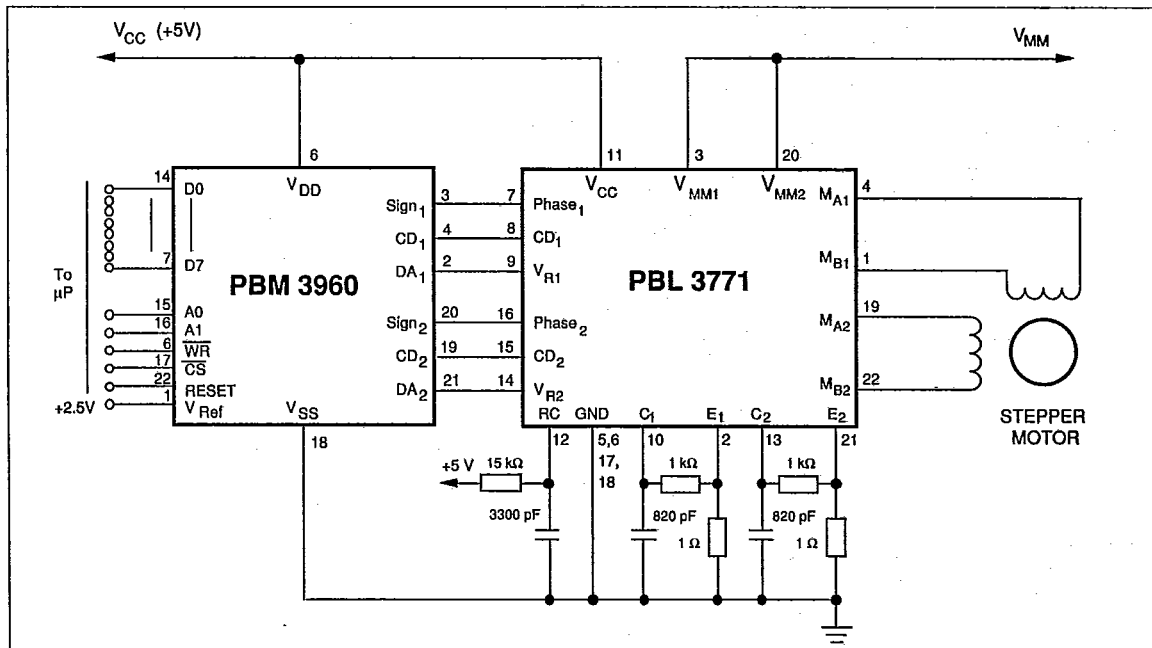 V_CC (+5V)
V_MM
6
11
3
20
14
D0
V_DD
V_CC
V_MM1
V_MM2
M_A1
4
Sign_1
3
7
Phase_1
CD_1
4
8
CD_1
M_B1
1
7
D7
DA_1
2
9
V_R1
To
µP
PBM 3960
PBL 3771
15
A0
16
A1
6
WR
17
CS
22
RESET
1
V_Ref
+2.5V
Sign_2
20
16
Phase_2
CD_2
19
15
CD_2
DA_2
21
14
V_R2
M_A2
19
M_B2
22
V_SS
18
RC
GND
C_1
E_1
C_2
E_2
12
5,6
17,
18
10
2
13
21
STEPPER
MOTOR
+5 V
15 kΩ
1 kΩ
1 kΩ
3300 pF
820 pF
1 Ω
820 pF
1 Ω